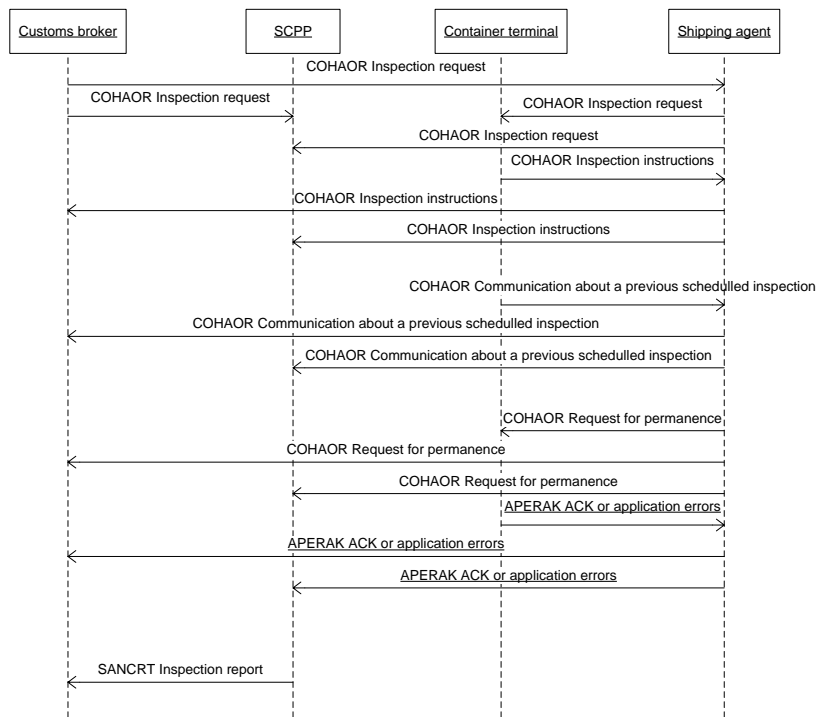 Customs broker
SCPP
Container terminal
Shipping agent
COHAOR Inspection request
COHAOR Inspection request
COHAOR Inspection request
COHAOR Inspection request
COHAOR Inspection instructions
COHAOR Inspection instructions
COHAOR Inspection instructions
COHAOR Communication about a previous schedulled inspection
COHAOR Communication about a previous schedulled inspection
COHAOR Communication about a previous schedulled inspection
COHAOR Request for permanence
COHAOR Request for permanence
COHAOR Request for permanence
APERAK ACK or application errors
APERAK ACK or application errors
APERAK ACK or application errors
SANCRT Inspection report